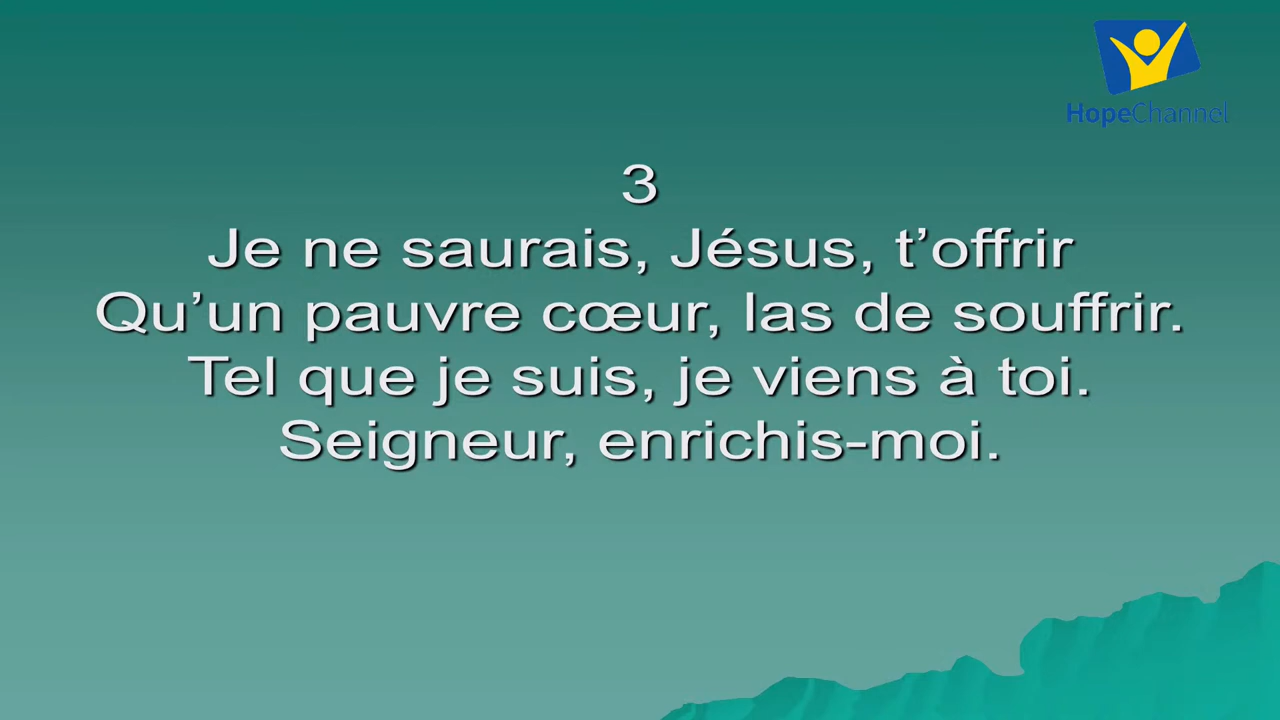 HopeChannel
3
Je ne saurais, Jésus, t’offrir
Qu’un pauvre cœur, las de souffrir.
Tel que je suis, je viens à toi.
Seigneur, enrichis-moi.